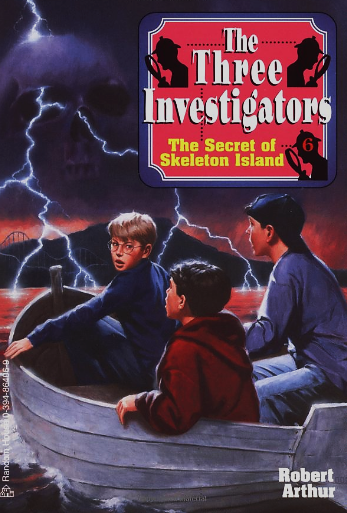 The
Three
Investigators
The Secret of
Skeleton Island
6
Robert
Arthur